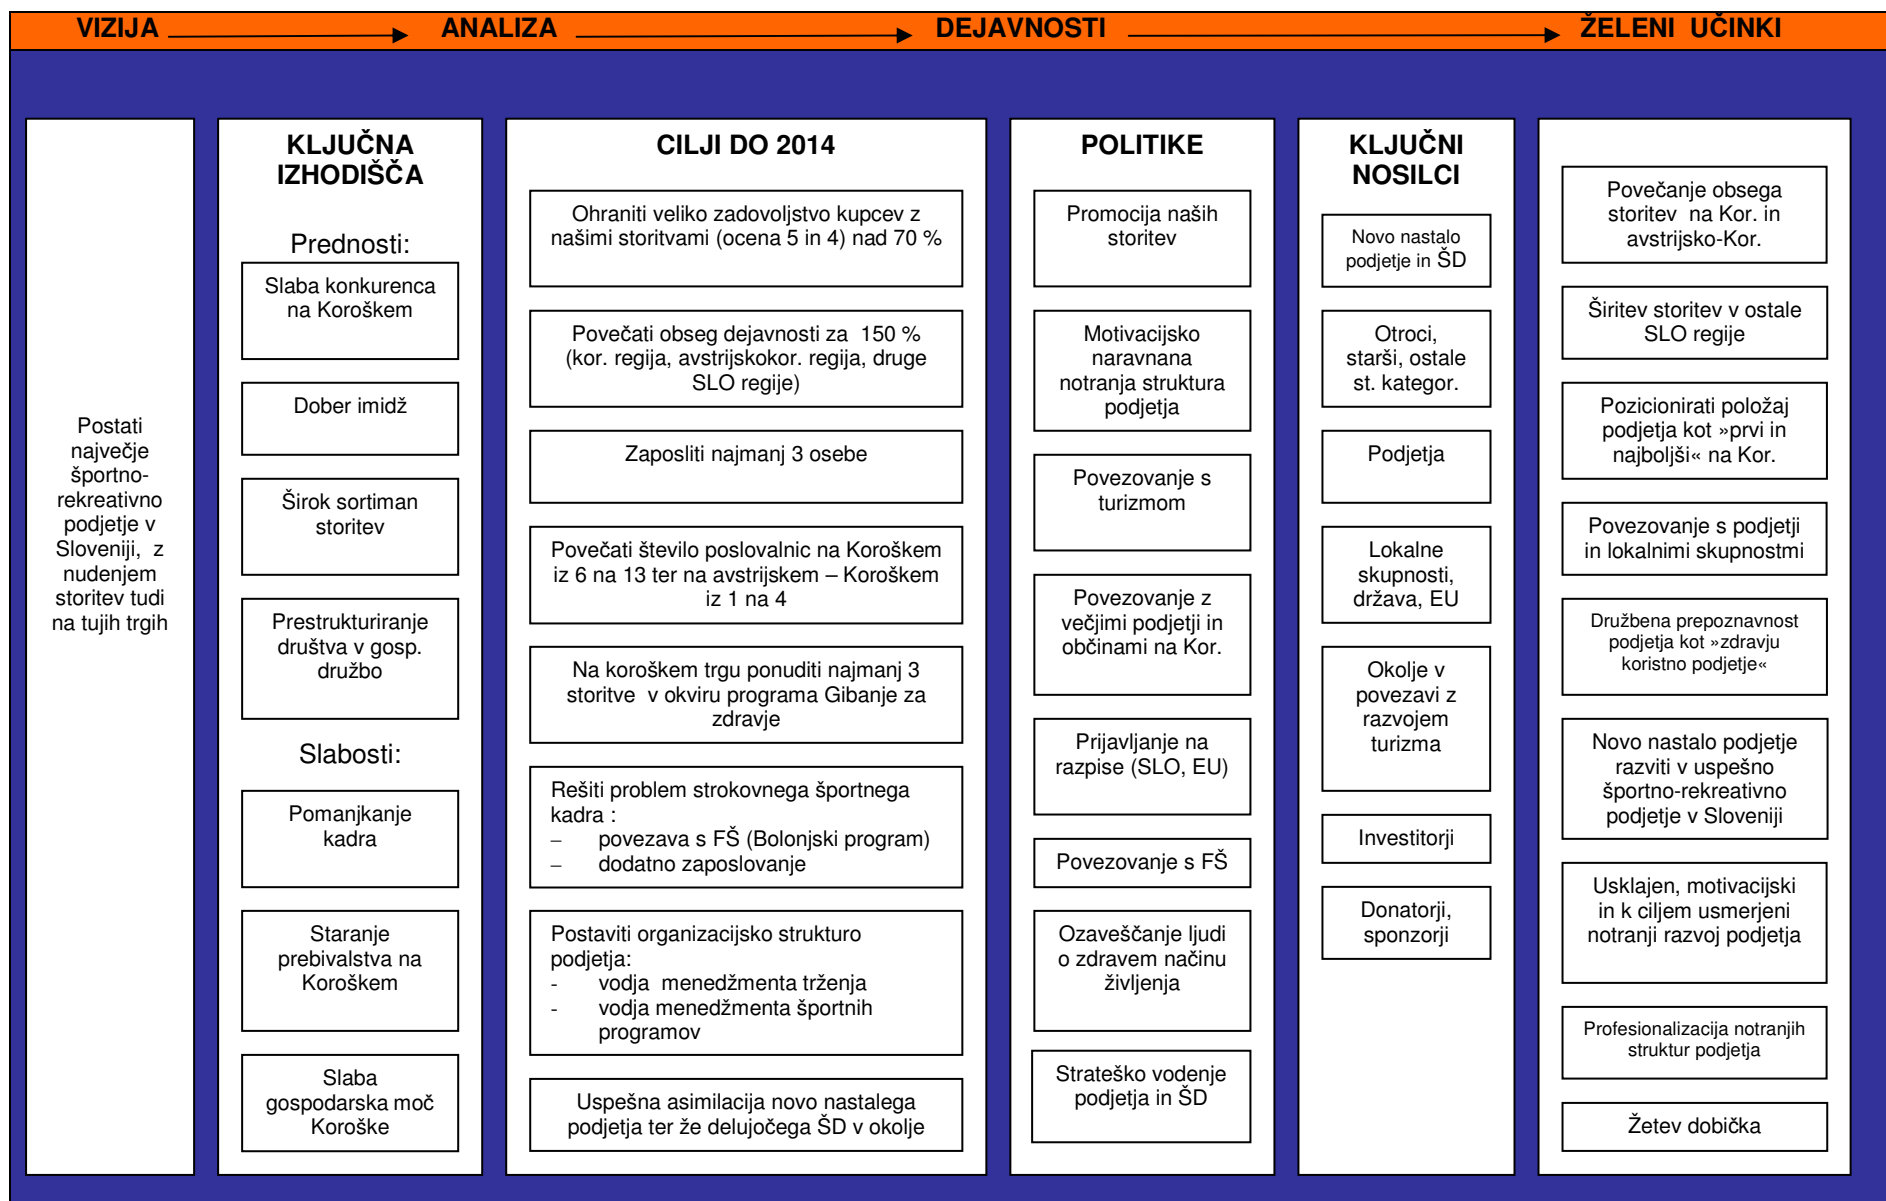 VIZIJA ANALIZA DEJAVNOSTI ŽELENI UČINKI
Postati
največje
športno-
rekreativno
podjetje v
Sloveniji, z
nudenjem
storitev tudi
na tujih trgih
KLJUČNA
IZHODIŠČA
Prednosti:
Slaba konkurenca
na Koroškem
Dober imidž
Širok sortiman
storitev
Prestrukturiranje
društva v gosp.
družbo
Slabosti:
Pomanjkanje
kadra
Staranje
prebivalstva na
Koroškem
Slaba
gospodarska moč
Koroške
CILJI DO 2014
Ohraniti veliko zadovoljstvo kupcev z
našimi storitvami (ocena 5 in 4) nad 70 %
Povečati obseg dejavnosti za 150 %
(kor. regija, avstrijskokor. regija, druge
SLO regije)
Zaposliti najmanj 3 osebe
Povečati število poslovalnic na Koroškem
iz 6 na 13 ter na avstrijskem – Koroškem
iz 1 na 4
Na koroškem trgu ponuditi najmanj 3
storitve v okviru programa Gibanje za
zdravje
Rešiti problem strokovnega športnega
kadra :
– povezava s FŠ (Bolonjski program)
– dodatno zaposlovanje
Postaviti organizacijsko strukturo
podjetja:
- vodja menedžmenta trženja
- vodja menedžmenta športnih
programov
Uspešna asimilacija novo nastalega
podjetja ter že delujočega ŠD v okolje
POLITIKE
Promocija naših
storitev
Motivacijsko
naravnana
notranja struktura
podjetja
Povezovanje s
turizmom
Povezovanje z
večjimi podjetji in
občinami na Kor.
Prijavljanje na
razpise (SLO, EU)
Povezovanje s FŠ
Ozaveščanje ljudi
o zdravem načinu
življenja
Strateško vodenje
podjetja in ŠD
KLJUČNI
NOSILCI
Novo nastalo
podjetje in ŠD
Otroci,
starši, ostale
st. kategor.
Podjetja
Lokalne
skupnosti,
država, EU
Okolje v
povezavi z
razvojem
turizma
Investitorji
Donatorji,
sponzorji
Povečanje obsega
storitev na Kor. in
avstrijsko-Kor.
Širitev storitev v ostale
SLO regije
Pozicionirati položaj
podjetja kot »prvi in
najboljši« na Kor.
Povezovanje s podjetji
in lokalnimi skupnostmi
Družbena prepoznavnost
podjetja kot »zdravju
koristno podjetje«
Novo nastalo podjetje
razviti v uspešno
športno-rekreativno
podjetje v Sloveniji
Usklajen, motivacijski
in k ciljem usmerjeni
notranji razvoj podjetja
Profesionalizacija notranjih
struktur podjetja
Žetev dobička